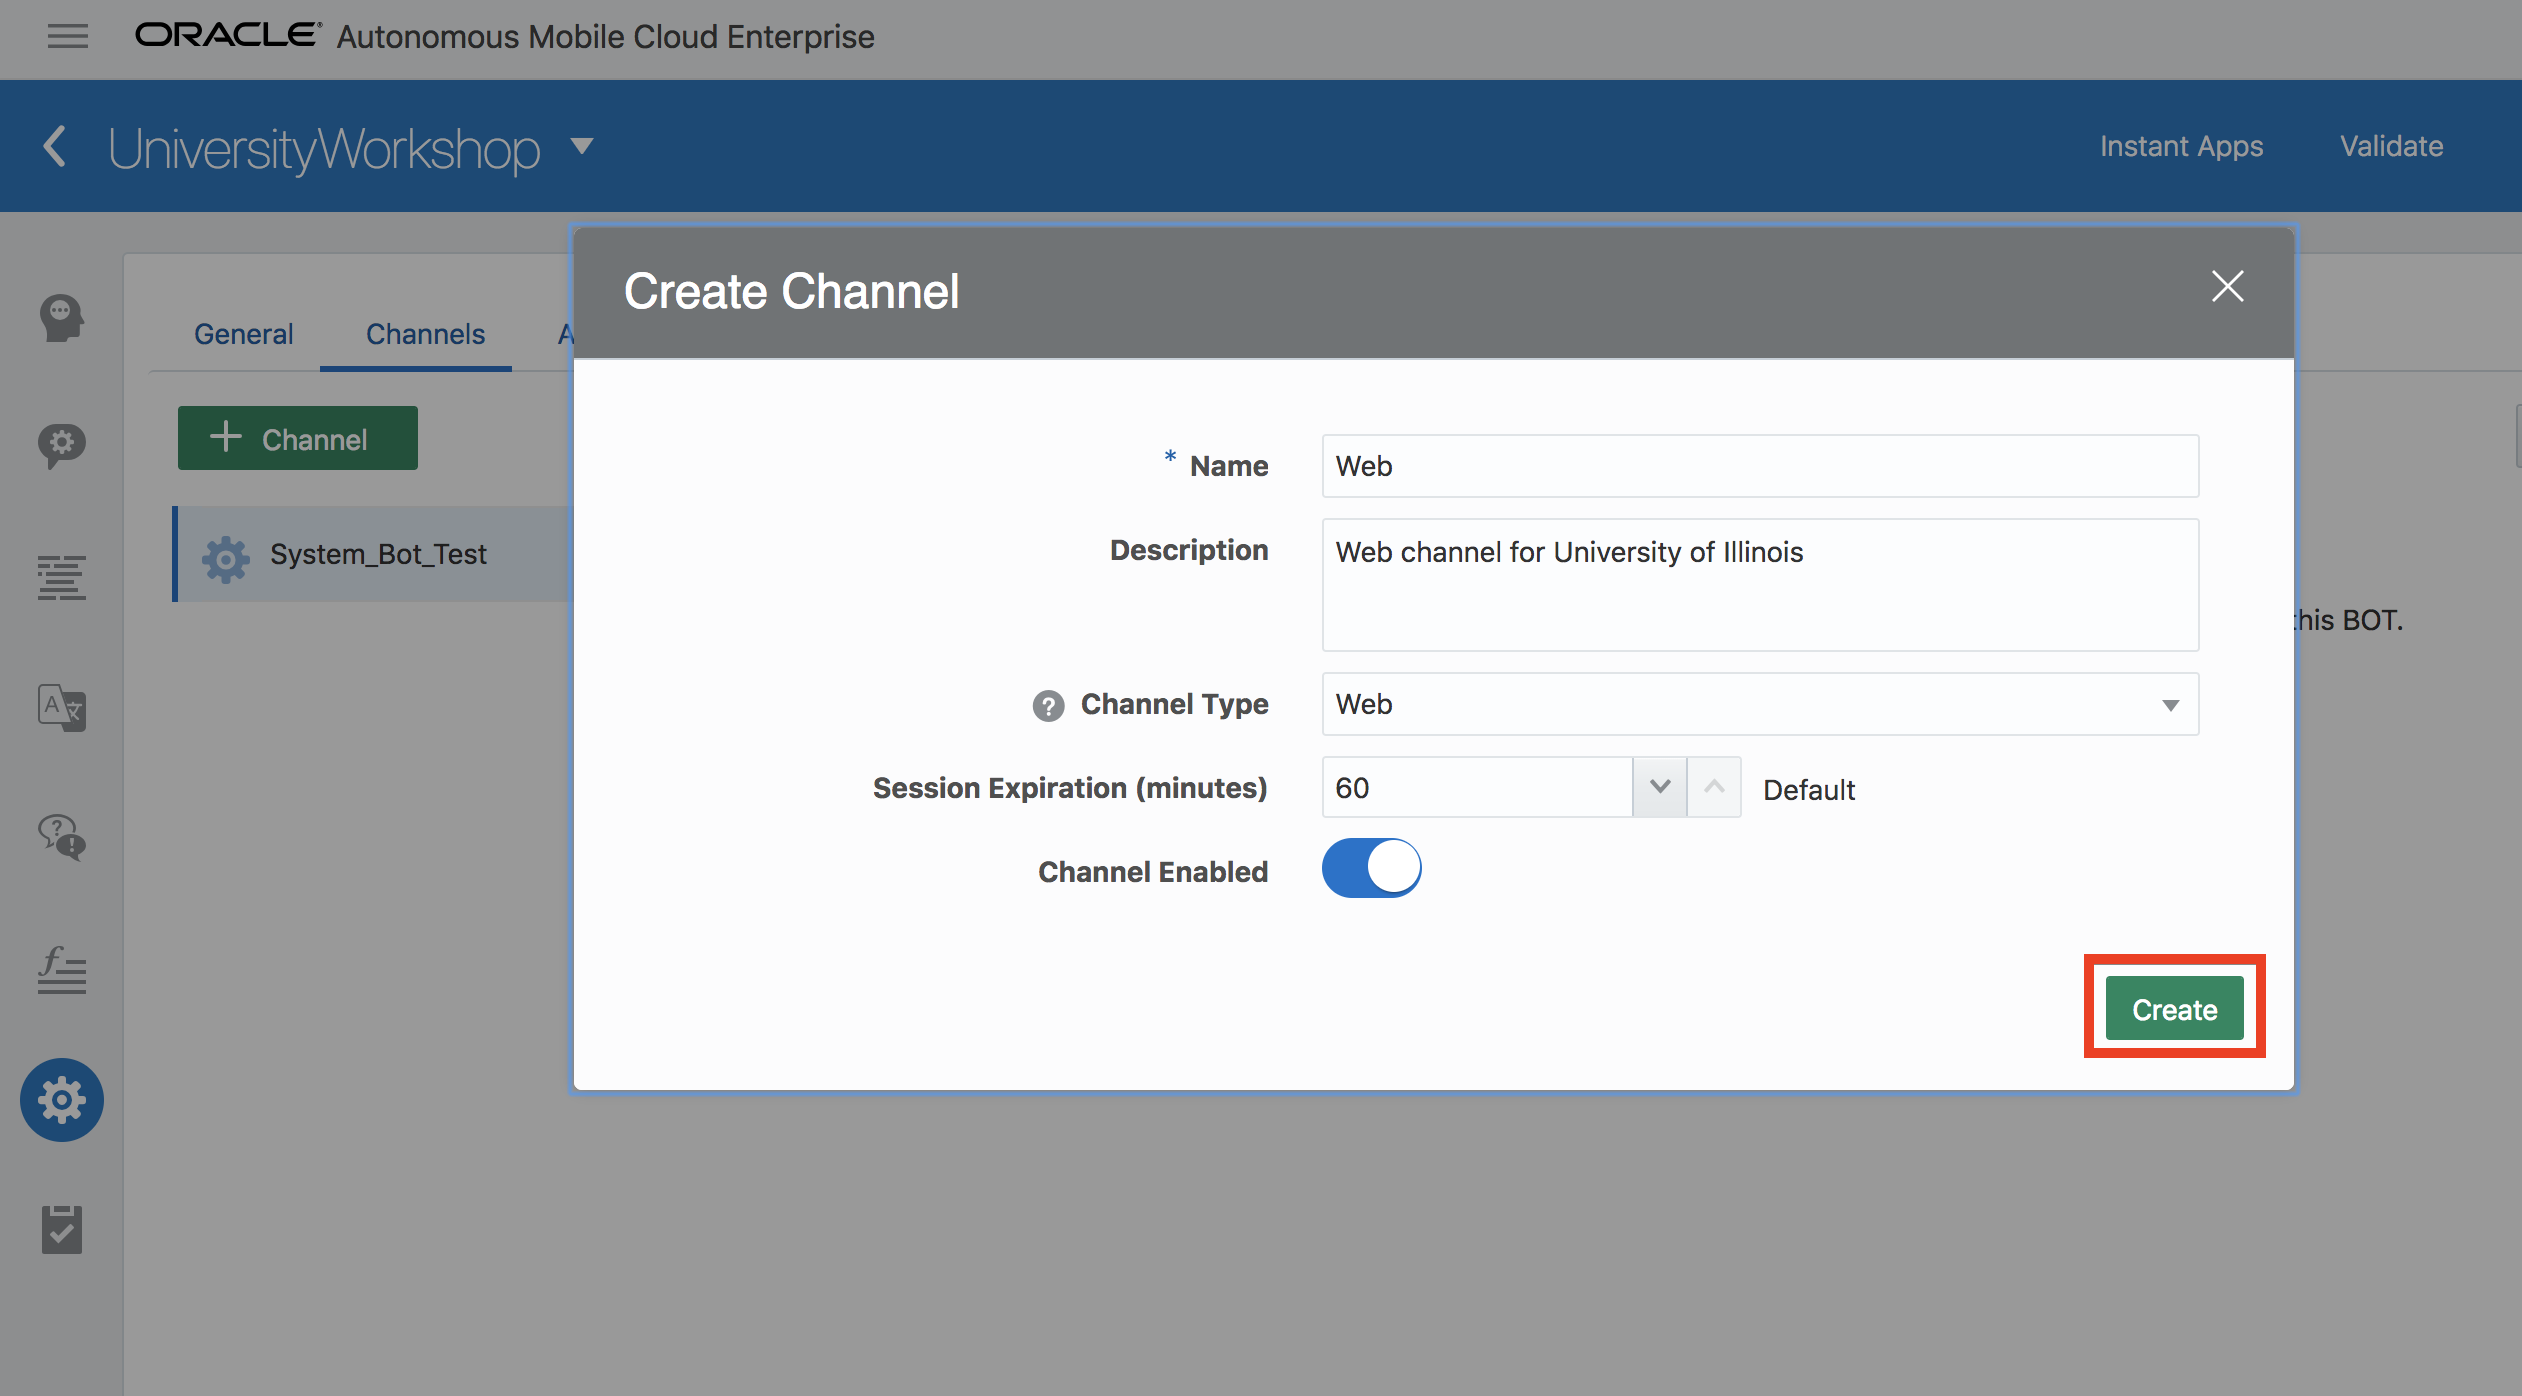 ORACLE® Autonomous Mobile Cloud Enterprise
UniversityWorkshop
Instant Apps
Validate
Create Channel
General
Channels
A
Channel
System_Bot_Test
* Name
Web
Description
Web channel for University of Illinois
this BOT.
? Channel Type
Web
Session Expiration (minutes)
60
Default
Channel Enabled
Create